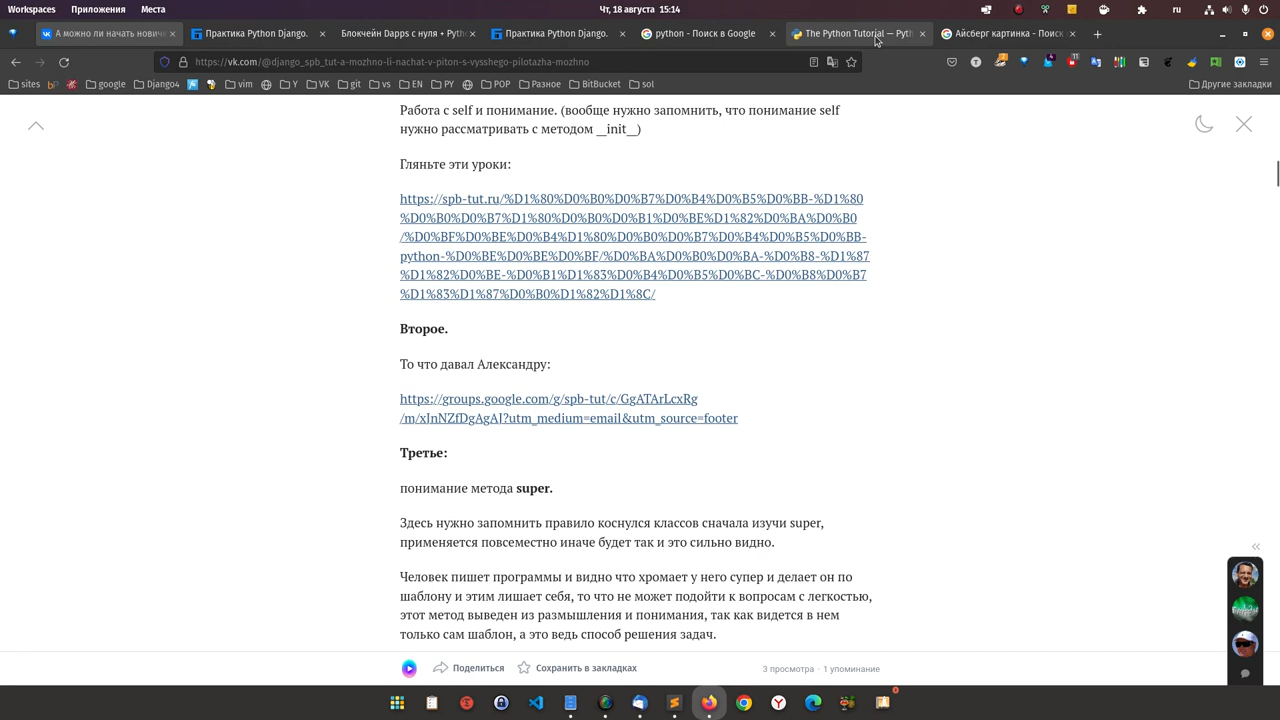 Workspaces Приложения Места Чт, 18 августа 15:14 ru
А можно ли начать новичк Практика Python Django. Блокчейн Dapps с нуля + Pyth Практика Python Django. python - Поиск в Google The Python Tutorial — Pyth Айсберг картинка - Поиск
https://vk.com/@django_spb_tut-a-mozhno-li-nachat-v-piton-s-vysshego-pilotazha-mozhno
sites google Django4 vim Y VK git vs EN PY POP Разное BitBucket sol Другие закладки
Работа с self и понимание. (вообще нужно запомнить, что понимание self
нужно рассматривать с методом __init__)
Гляньте эти уроки:
https://spb-tut.ru/%D1%80%D0%B0%D0%B7%D0%B4%D0%B5%D0%BB-%D1%80
%D0%B0%D0%B7%D1%80%D0%B0%D0%B1%D0%BE%D1%82%D0%BA%D0%B0
/%D0%BF%D0%BE%D0%B4%D1%80%D0%B0%D0%B7%D0%B4%D0%B5%D0%BB-
python-%D0%BE%D0%BE%D0%BF/%D0%BA%D0%B0%D0%BA-%D0%B8-%D1%87
%D1%82%D0%BE-%D0%B1%D1%83%D0%B4%D0%B5%D0%BC-%D0%B8%D0%B7
%D1%83%D1%87%D0%B0%D1%82%D1%8C/
Второе.
То что давал Александру:
https://groups.google.com/g/spb-tut/c/GgATArLcxRg
/m/xJnNZfDgAgAJ?utm_medium=email&utm_source=footer
Третье:
понимание метода super.
Здесь нужно запомнить правило коснулся классов сначала изучи super,
применяется повсеместно иначе будет так и это сильно видно.
Человек пишет программы и видно что хромает у него супер и делает он по
шаблону и этим лишает себя, то что не может подойти к вопросам с легкостью,
этот метод выведен из размышления и понимания, так как видется в нем
только сам шаблон, а это ведь способ решения задач.
Поделиться Сохранить в закладках 3 просмотра · 1 упоминание